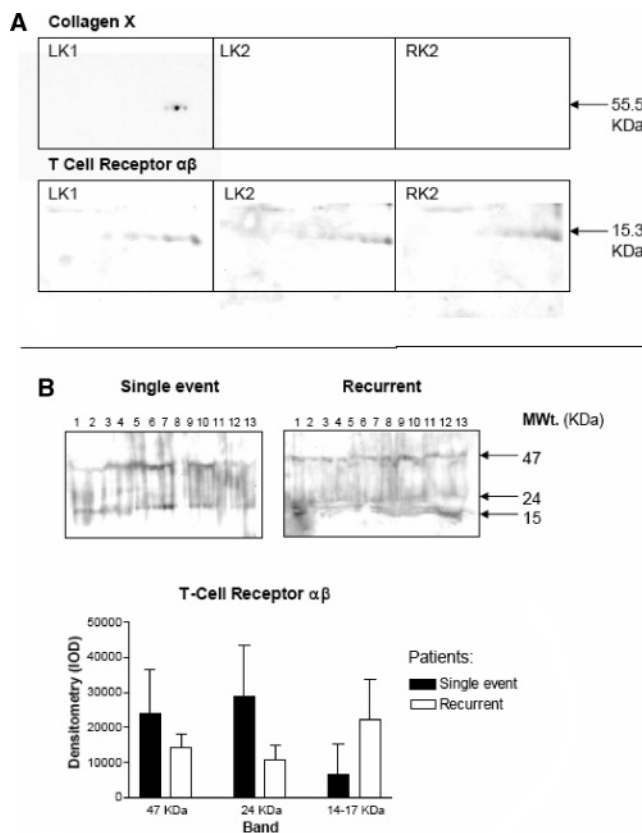 A
Collagen X
LK1 LK2 RK2
55.5 KDa
T Cell Receptor αβ
LK1 LK2 RK2
15.3 KDa
B
Single event Recurrent
1 2 3 4 5 6 7 8 9 10 11 12 13 1 2 3 4 5 6 7 8 9 10 11 12 13 MWt. (KDa)
47
24
15
T-Cell Receptor αβ
Densitometry (IOD)
50000
40000
30000
20000
10000
0
47 KDa 24 KDa 14-17 KDa
Band
Patients:
Single event
Recurrent